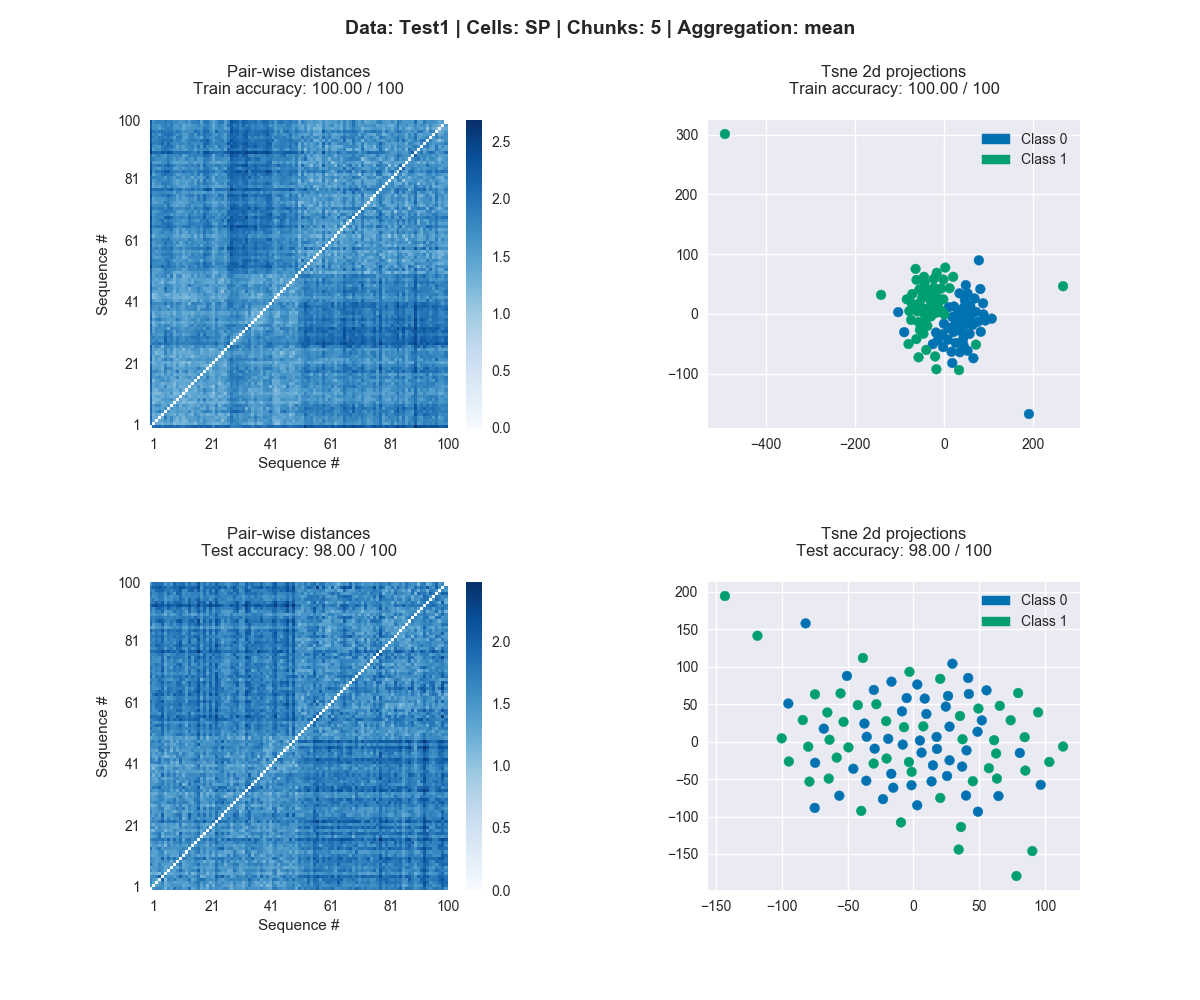 Data: Test1 | Cells: SP | Chunks: 5 | Aggregation: mean
Pair-wise distances
Train accuracy: 100.00 / 100
100
81
61
41
21
1
Sequence #
1 21 41 61 81 100
Sequence #
2.5
2.0
1.5
1.0
0.5
0.0
Tsne 2d projections
Train accuracy: 100.00 / 100
300
200
100
0
−100
−400 −200 0 200
Class 0
Class 1
Pair-wise distances
Test accuracy: 98.00 / 100
100
81
61
41
21
1
Sequence #
1 21 41 61 81 100
Sequence #
2.0
1.5
1.0
0.5
0.0
Tsne 2d projections
Test accuracy: 98.00 / 100
200
150
100
50
0
−50
−100
−150
−150 −100 −50 0 50 100
Class 0
Class 1